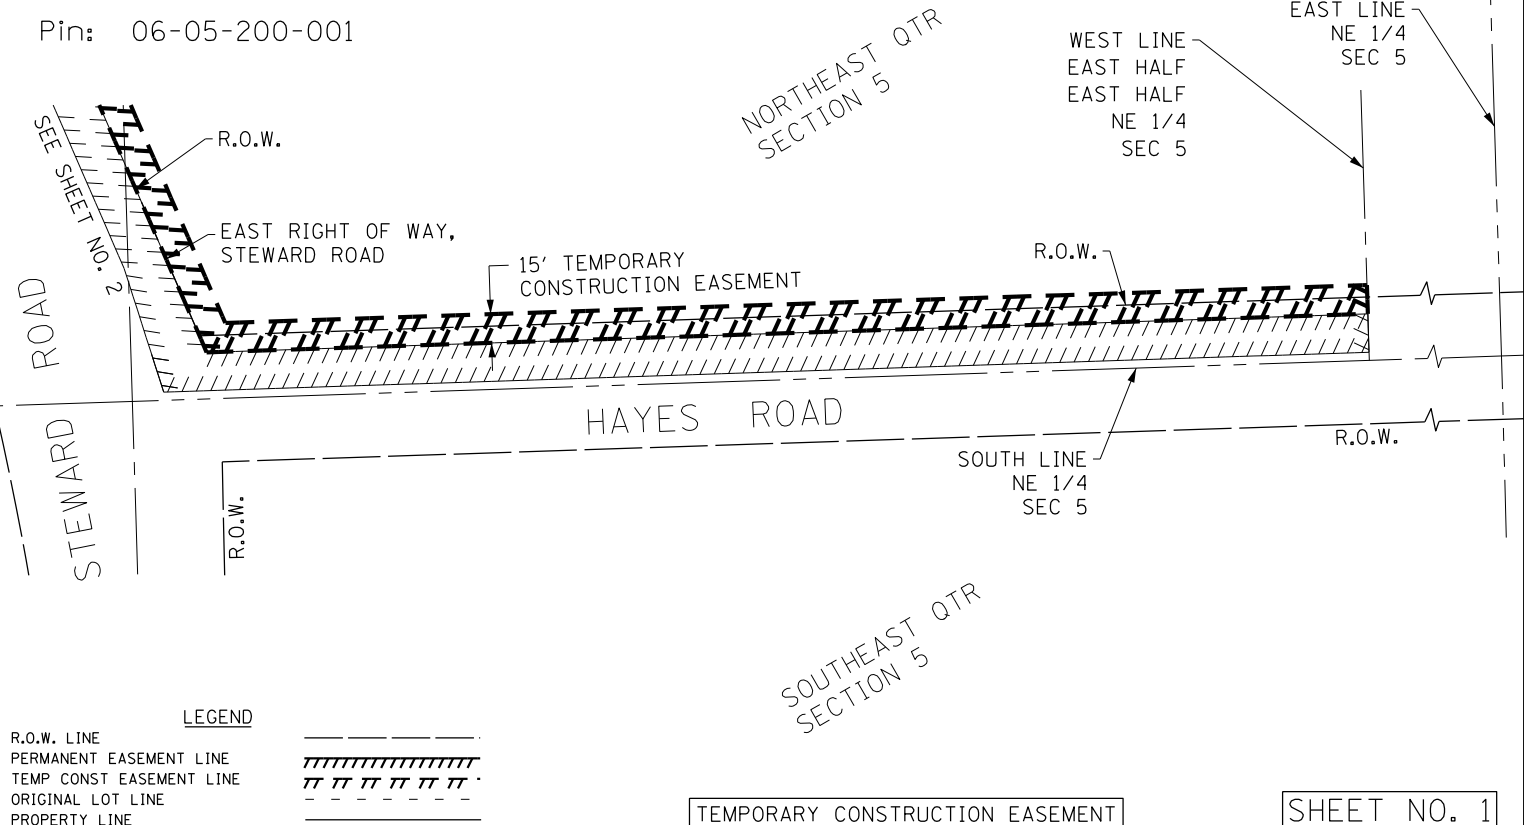 Pin: 06-05-200-001
EAST LINE
NE 1/4
SEC 5
WEST LINE
EAST HALF
EAST HALF
NE 1/4
SEC 5
NORTHEAST QTR
SECTION 5
SEE SHEET NO. 2
R.O.W.
EAST RIGHT OF WAY,
STEWARD ROAD
15' TEMPORARY
CONSTRUCTION EASEMENT
R.O.W.
STEWARD ROAD
HAYES ROAD
R.O.W.
SOUTH LINE
NE 1/4
SEC 5
R.O.W.
SOUTHEAST QTR
SECTION 5
LEGEND
R.O.W. LINE
PERMANENT EASEMENT LINE
TEMP CONST EASEMENT LINE
ORIGINAL LOT LINE
PROPERTY LINE
TEMPORARY CONSTRUCTION EASEMENT
SHEET NO. 1